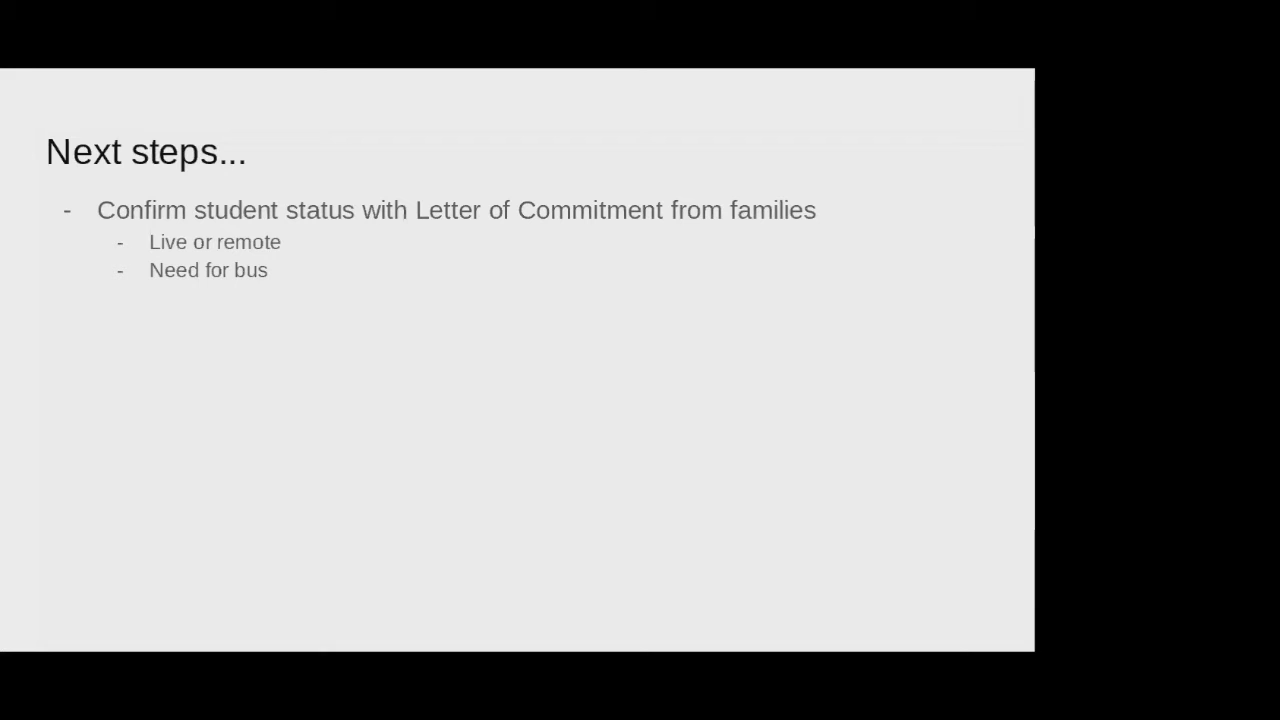 Next steps...
- Confirm student status with Letter of Commitment from families
- Live or remote
- Need for bus